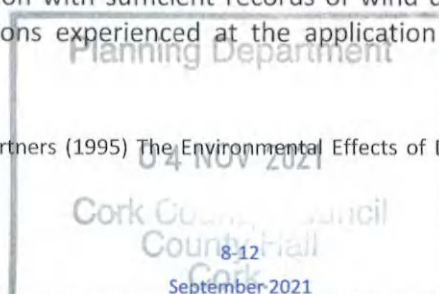 on with sufficient records of wind
ons experienced at the application
Planning Department
rtners (1995) The Environmental Effects of
04 NOV 2021
Cork County Council
County Hall
8-12
Cork
September 2021